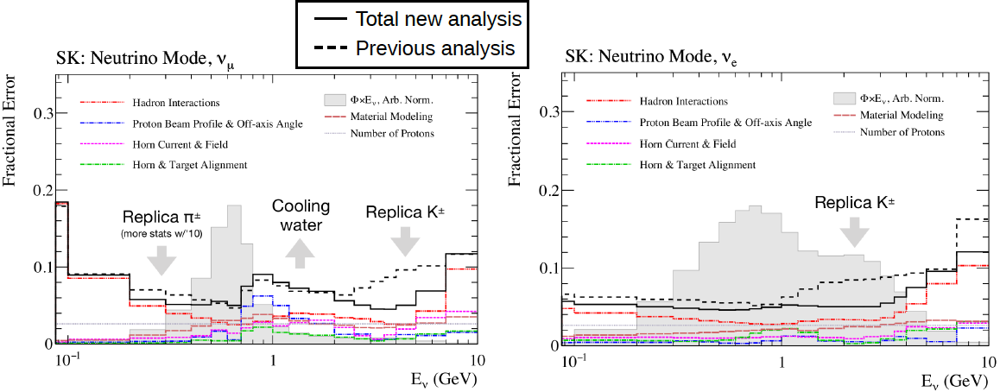 Total new analysis
Previous analysis
SK: Neutrino Mode, νμ
Fractional Error
0.3
0.2
0.1
0
Hadron Interactions
Proton Beam Profile & Off-axis Angle
Horn Current & Field
Horn & Target Alignment
Φ×Eν, Arb. Norm.
Material Modeling
Number of Protons
Replica π±
(more stats w/'10)
Cooling
water
Replica K±
10⁻¹
1
10
Eν (GeV)
SK: Neutrino Mode, νe
Fractional Error
0.3
0.2
0.1
0
Hadron Interactions
Proton Beam Profile & Off-axis Angle
Horn Current & Field
Horn & Target Alignment
Φ×Eν, Arb. Norm.
Material Modeling
Number of Protons
Replica K±
10⁻¹
1
10
Eν (GeV)